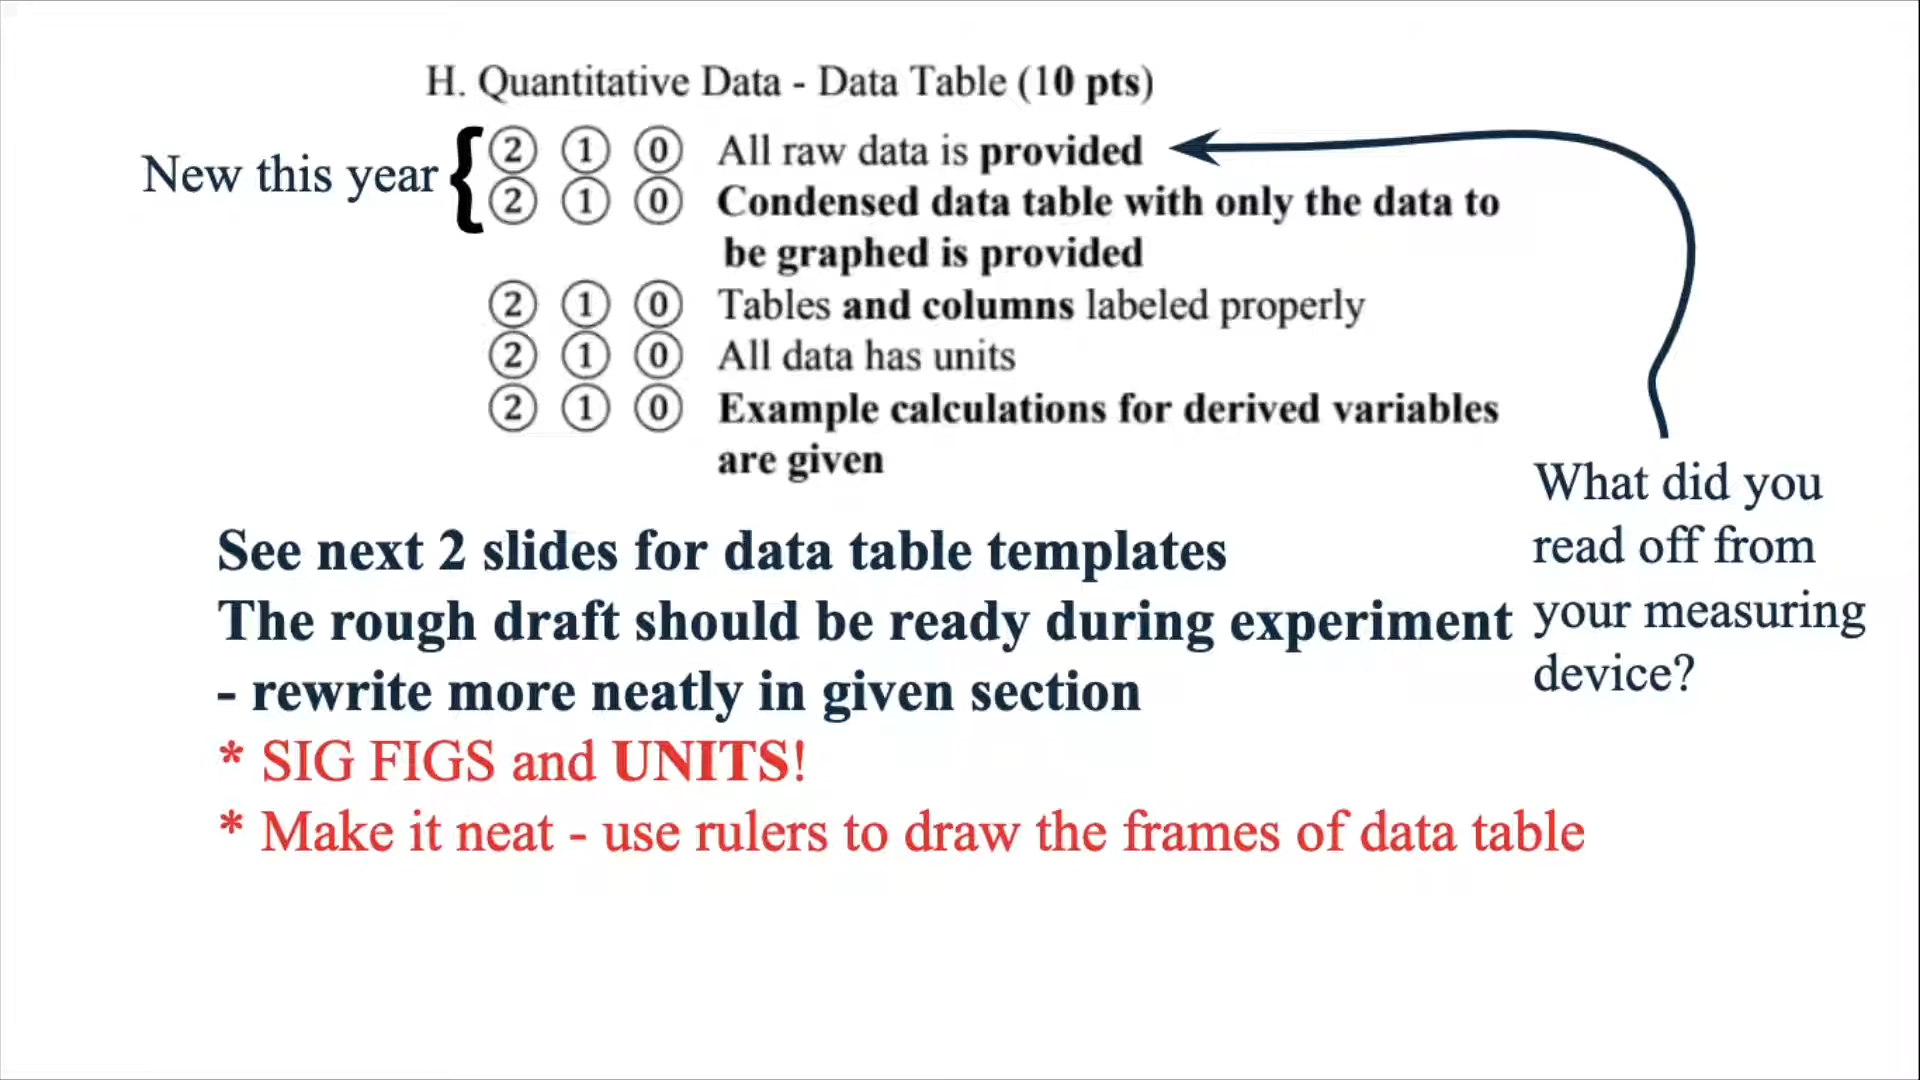 H. Quantitative Data - Data Table (10 pts)
New this year
② ① ⓪ All raw data is provided
② ① ⓪ Condensed data table with only the data to
be graphed is provided
② ① ⓪ Tables and columns labeled properly
② ① ⓪ All data has units
② ① ⓪ Example calculations for derived variables
are given
What did you
read off from
your measuring
device?
See next 2 slides for data table templates
The rough draft should be ready during experiment
- rewrite more neatly in given section
* SIG FIGS and UNITS!
* Make it neat - use rulers to draw the frames of data table